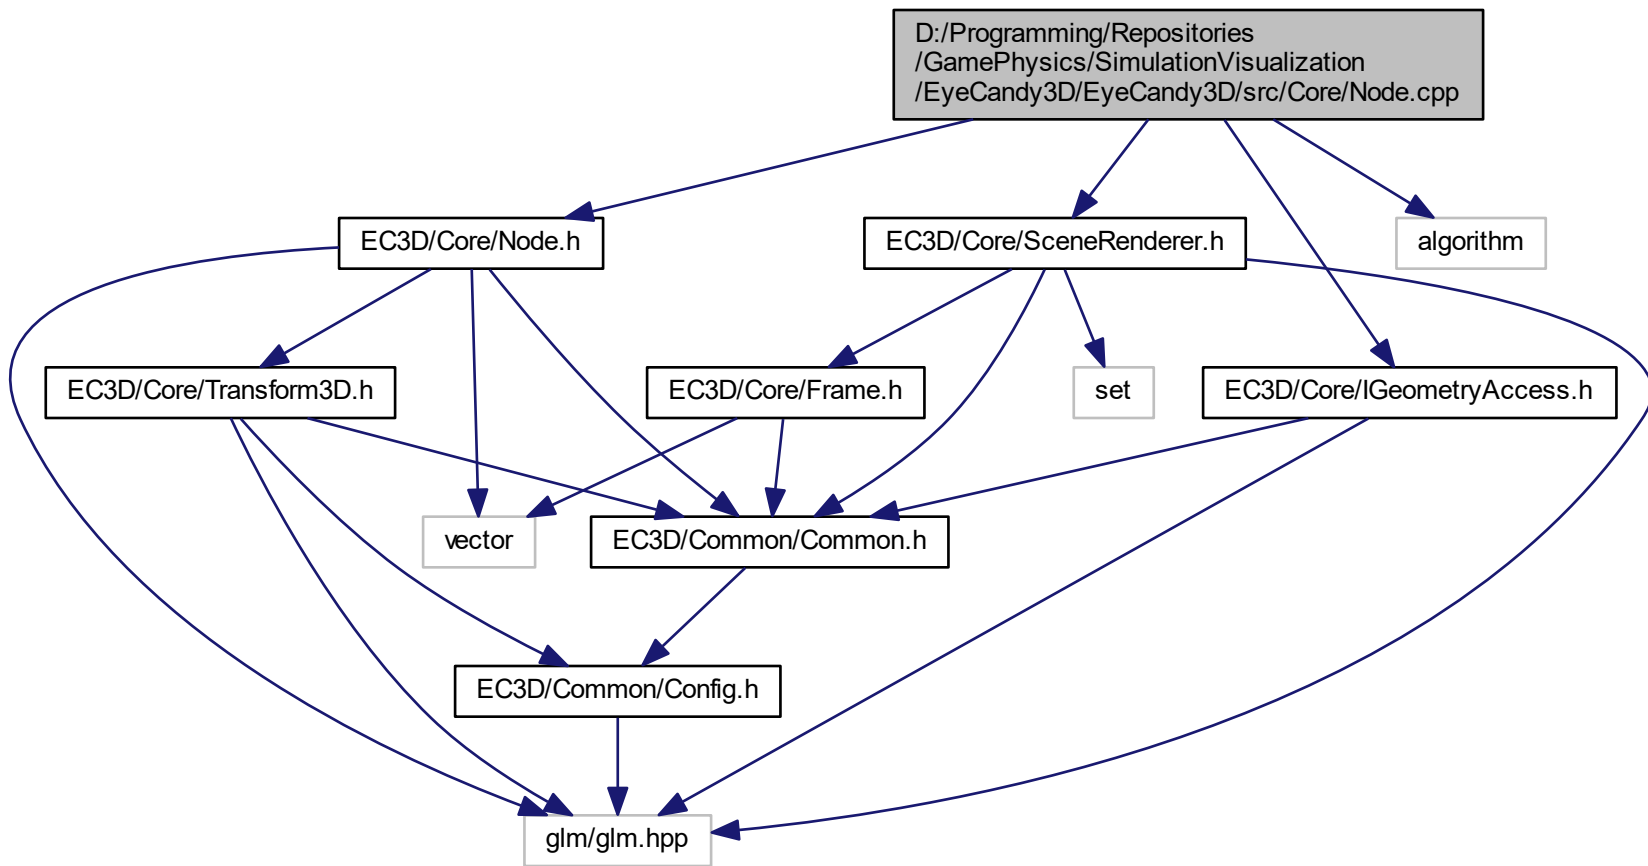 D:/Programming/Repositories
/GamePhysics/SimulationVisualization
/EyeCandy3D/EyeCandy3D/src/Core/Node.cpp
EC3D/Core/Node.h
EC3D/Core/SceneRenderer.h
algorithm
EC3D/Core/Transform3D.h
EC3D/Core/Frame.h
set
EC3D/Core/IGeometryAccess.h
vector
EC3D/Common/Common.h
EC3D/Common/Config.h
glm/glm.hpp